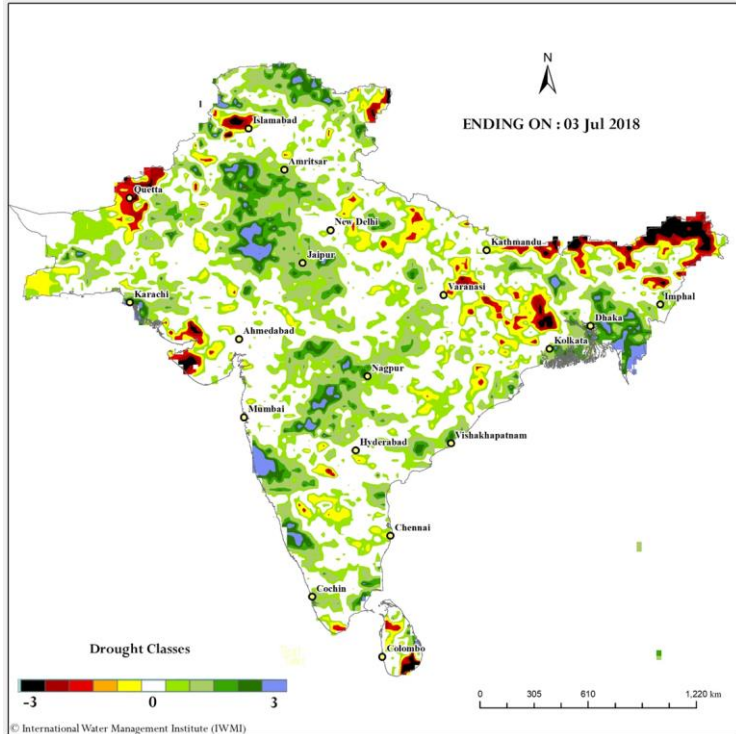 N
ENDING ON : 03 Jul 2018
I
Islamabad
Amritsar
Quetta
New Delhi
Kathmandu
Jaipur
Varanasi
Karachi
Imphal
Dhaka
Ahmedabad
Kolkata
Nagpur
Mumbai
Hyderabad
Vishakhapatnam
Chennai
Cochin
Colombo
Drought Classes
-3 0 3
0 305 610 1,220 km
© International Water Management Institute (IWMI)